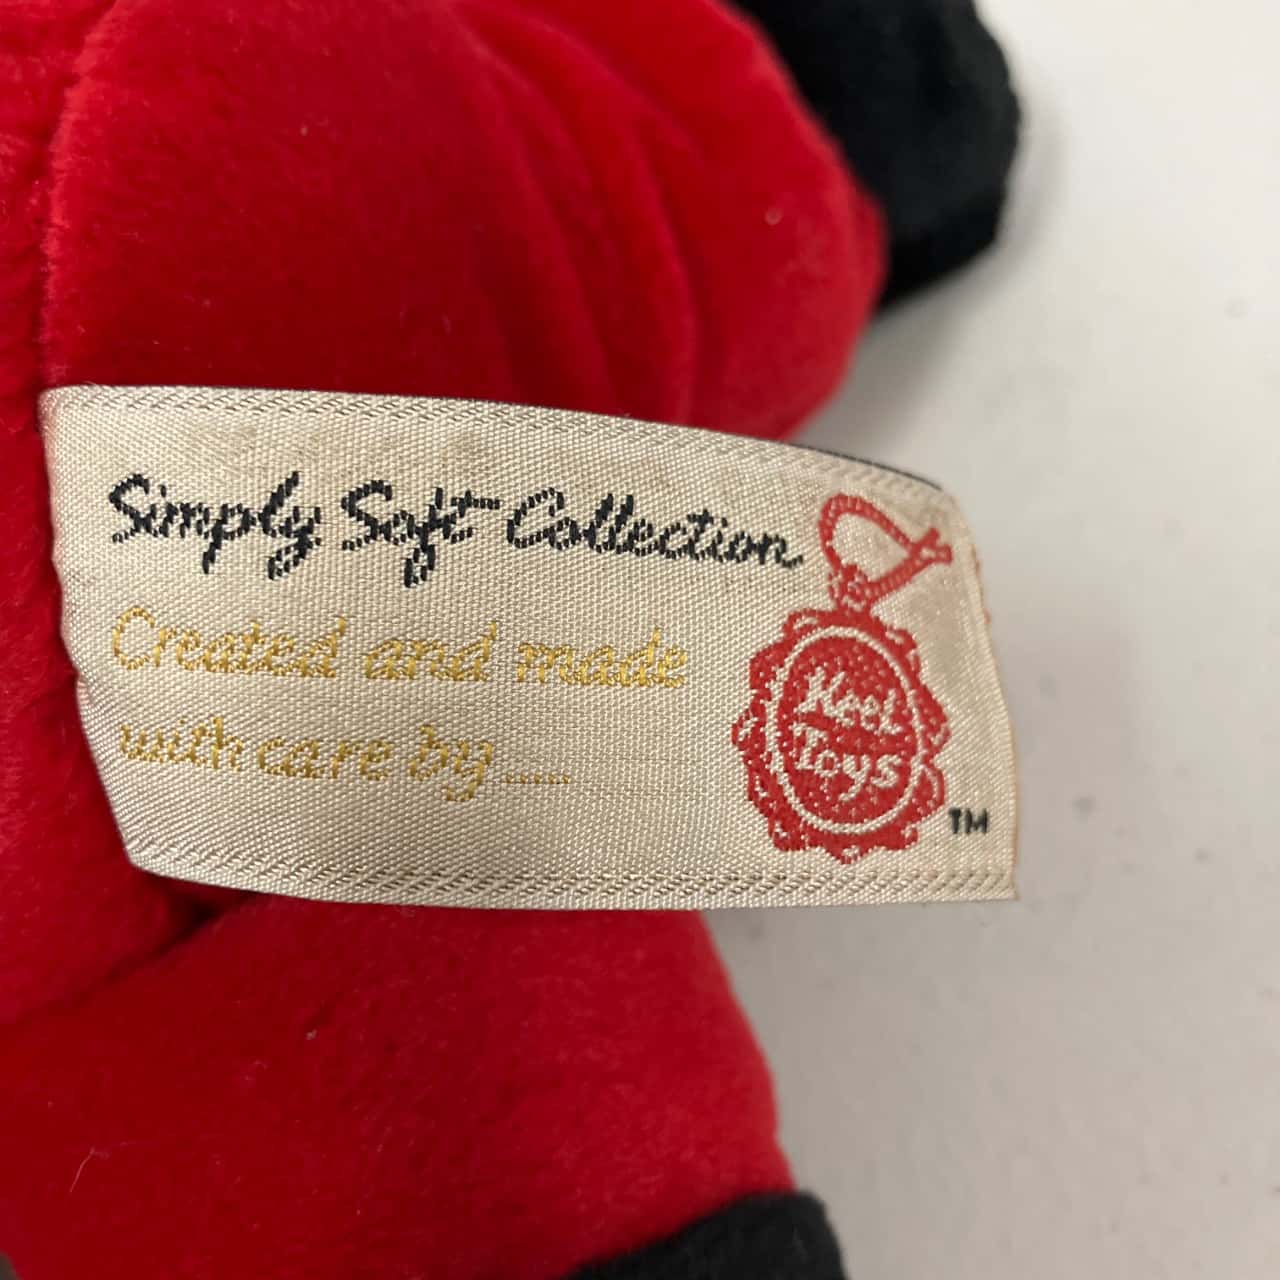 Simply Soft Collection
Created and made
with care by.....
Keel
Toys
TM